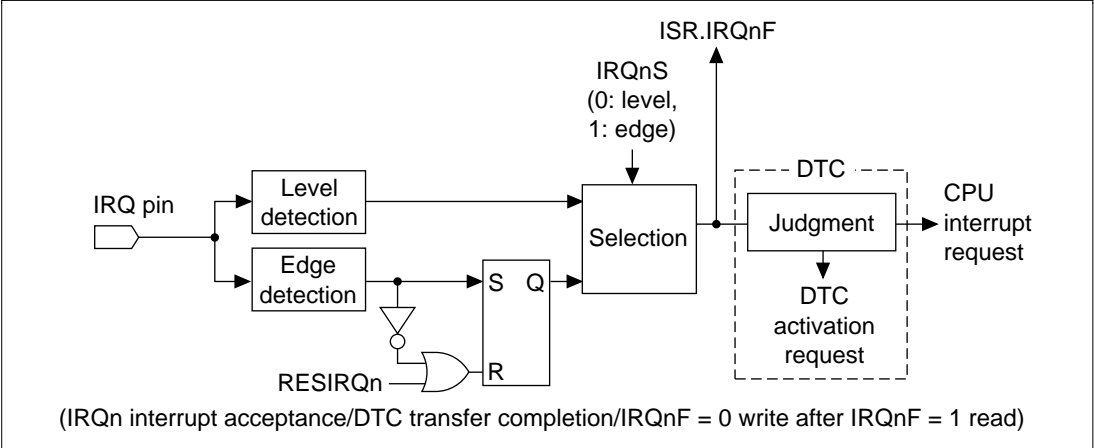 ISR.IRQnF
IRQnS
(0: level,
1: edge)
DTC
IRQ pin
Level
detection
Selection
Judgment
CPU
interrupt
request
Edge
detection
S Q
DTC
activation
request
R
RESIRQn
(IRQn interrupt acceptance/DTC transfer completion/IRQnF = 0 write after IRQnF = 1 read)